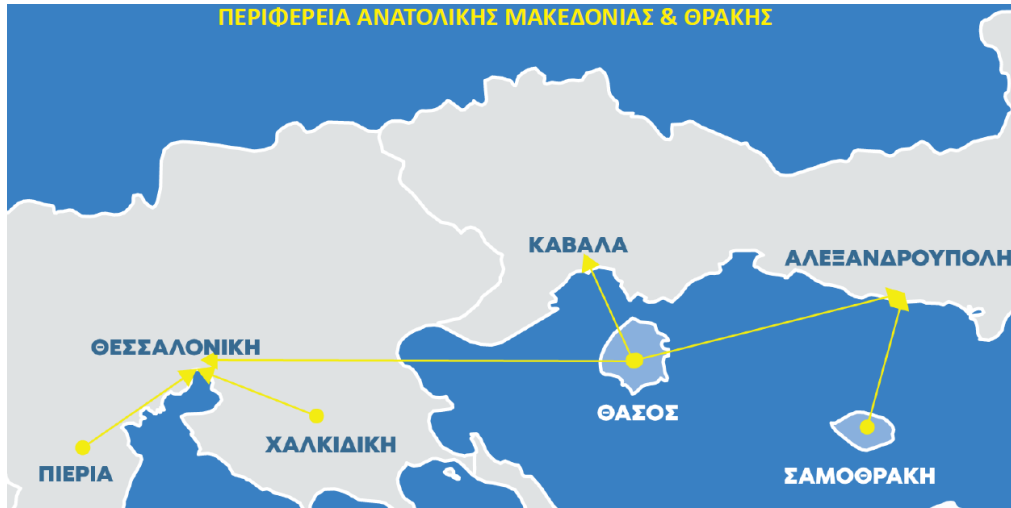 ΠΕΡΙΦΕΡΕΙΑ ΑΝΑΤΟΛΙΚΗΣ ΜΑΚΕΔΟΝΙΑΣ & ΘΡΑΚΗΣ
ΚΑΒΑΛΑ
ΑΛΕΞΑΝΔΡΟΥΠΟΛΗ
ΘΕΣΣΑΛΟΝΙΚΗ
ΘΑΣΟΣ
ΧΑΛΚΙΔΙΚΗ
ΠΙΕΡΙΑ
ΣΑΜΟΘΡΑΚΗ